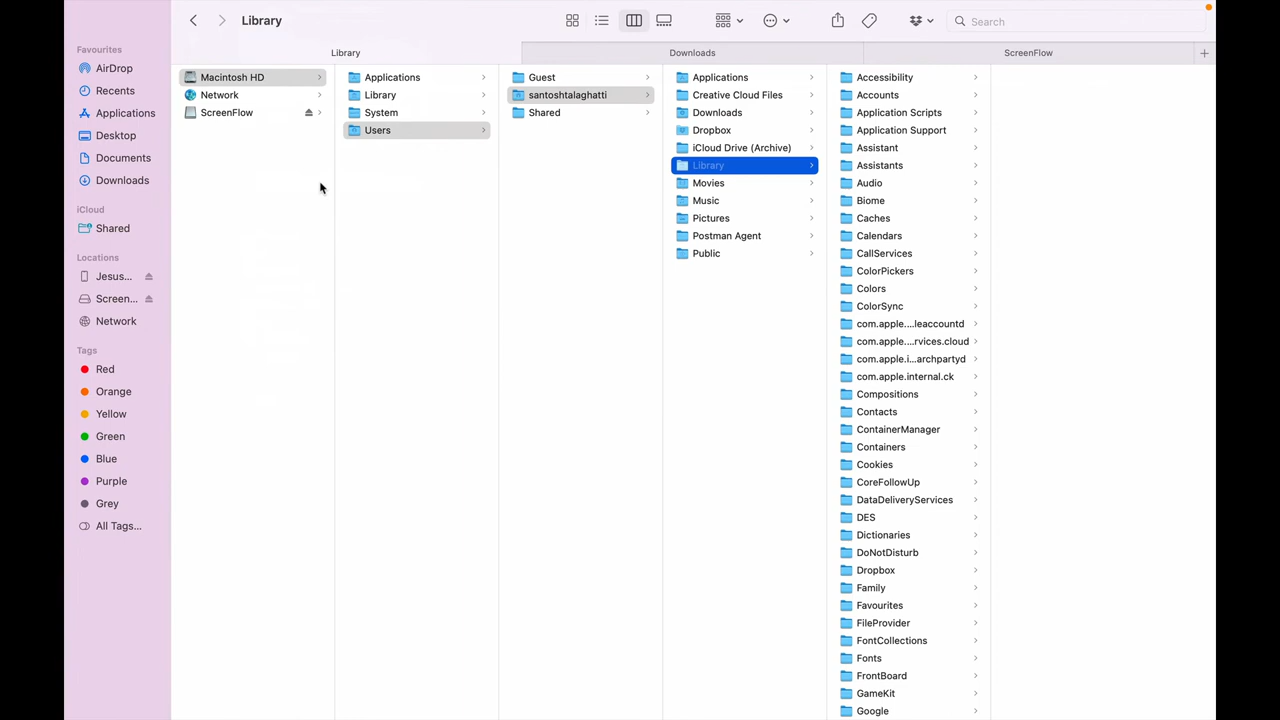 Library
Search
Library
Downloads
ScreenFlow
Favourites
AirDrop
Recents
Applications
Desktop
Documents
Downloads
iCloud
Shared
Locations
Jesus...
Screen...
Network
Tags
Red
Orange
Yellow
Green
Blue
Purple
Grey
All Tags...
Macintosh HD
Network
ScreenFlow
Applications
Library
System
Users
Guest
santoshtalaghatti
Shared
Applications
Creative Cloud Files
Downloads
Dropbox
iCloud Drive (Archive)
Library
Movies
Music
Pictures
Postman Agent
Public
Accessibility
Accounts
Application Scripts
Application Support
Assistant
Assistants
Audio
Biome
Caches
Calendars
CallServices
ColorPickers
Colors
ColorSync
com.apple....leaccountd
com.apple....rvices.cloud
com.apple.i...archpartyd
com.apple.internal.ck
Compositions
Contacts
ContainerManager
Containers
Cookies
CoreFollowUp
DataDeliveryServices
DES
Dictionaries
DoNotDisturb
Dropbox
Family
Favourites
FileProvider
FontCollections
Fonts
FrontBoard
GameKit
Google